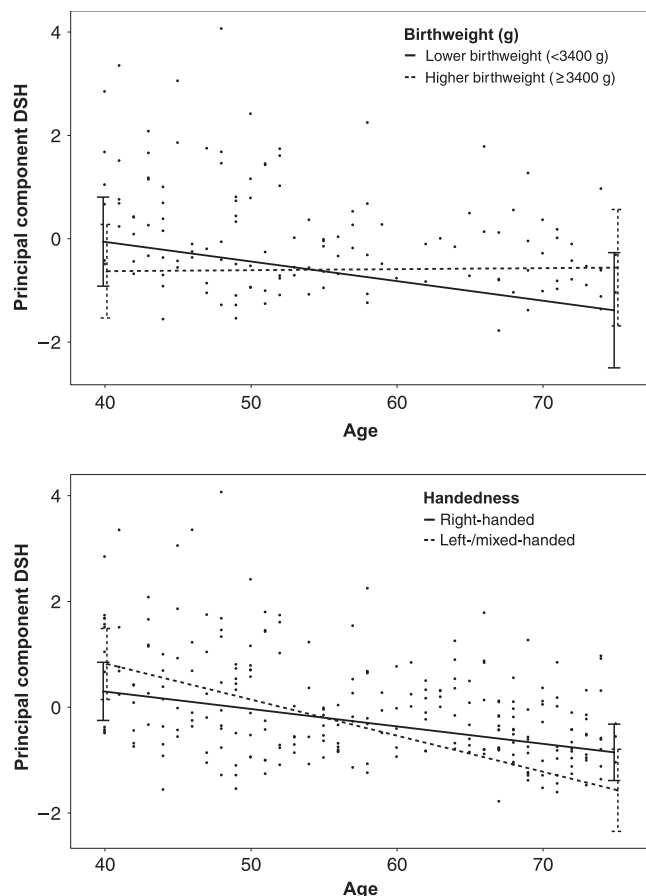 Birthweight (g)
Lower birthweight (<3400 g)
Higher birthweight (≥3400 g)
Principal component DSH
4
2
0
−2
40
50
60
70
Age
Handedness
Right-handed
Left-/mixed-handed
Principal component DSH
4
2
0
−2
40
50
60
70
Age